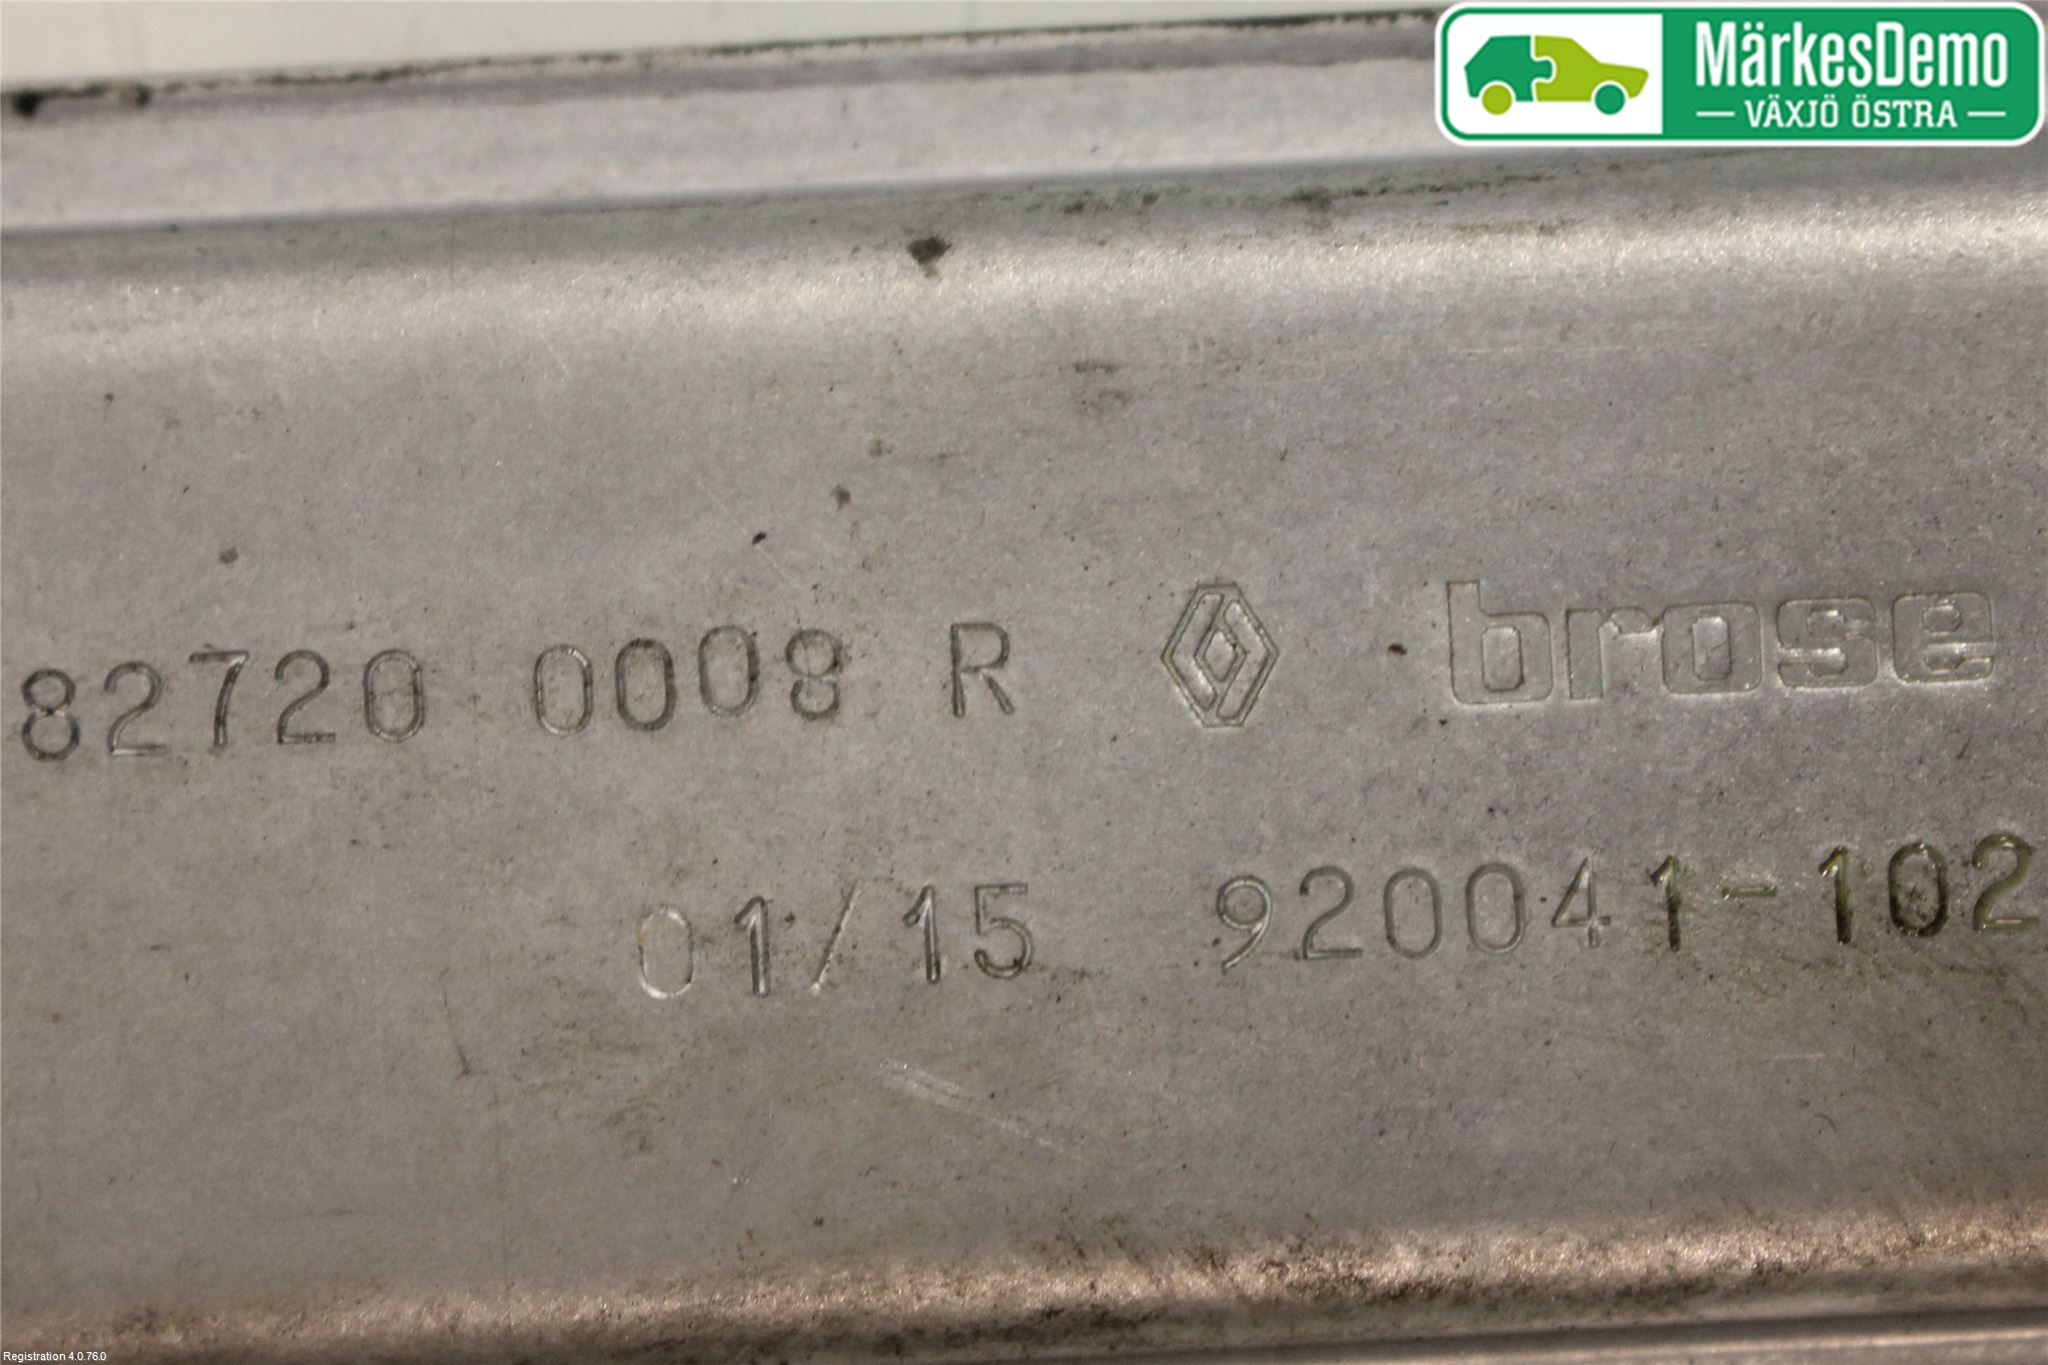 MärkesDemo
VÄXJÖ ÖSTRA
82720 0008 R brose
01/15 920041-102
Registration 4.0.76.0